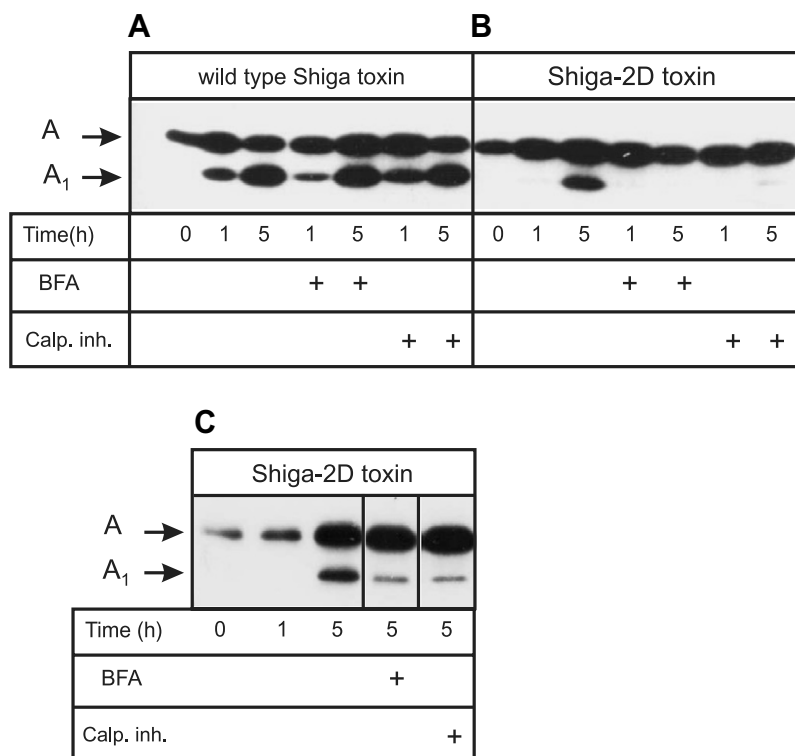 A B
wild type Shiga toxin Shiga-2D toxin
A
A₁
Time(h) 0 1 5 1 5 1 5 0 1 5 1 5 1 5
BFA + + + +
Calp. inh. + + + +
C
Shiga-2D toxin
A
A₁
Time (h) 0 1 5 5 5
BFA +
Calp. inh. +